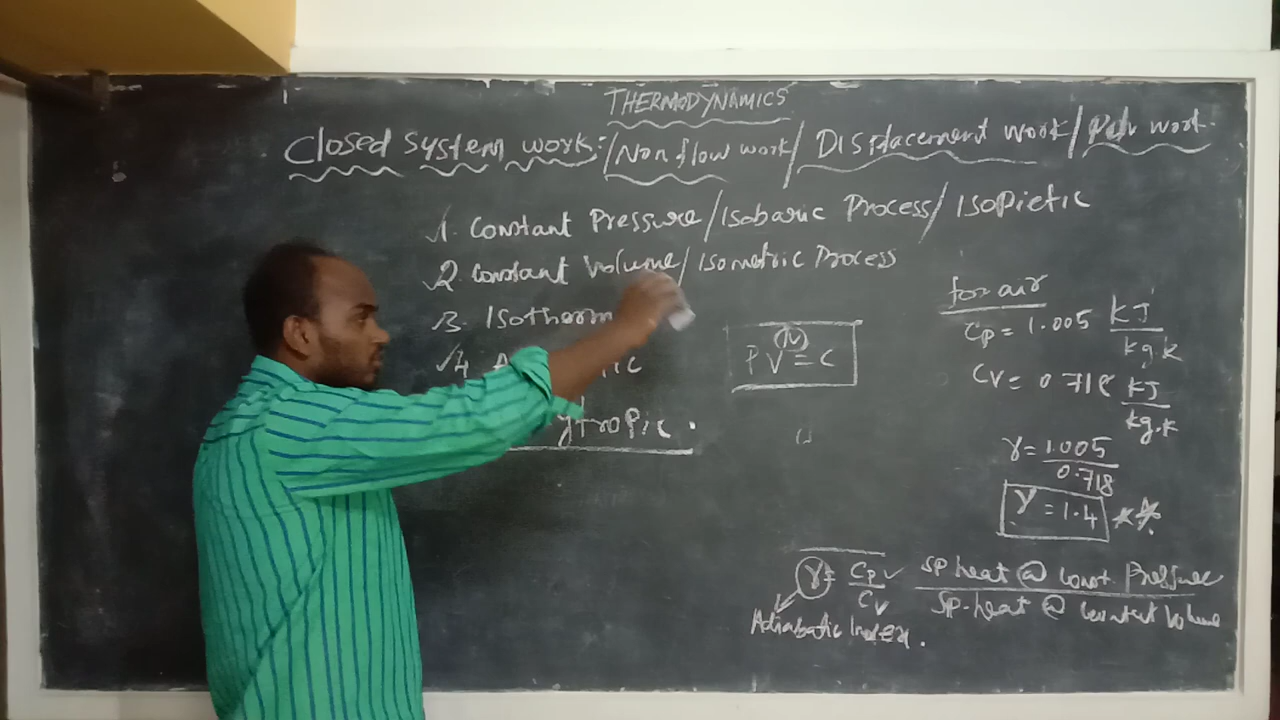 THERMODYNAMICS
Closed system work:/Non flow work/ Displacement work/Pdv work.
1. Constant Pressure/Isobaric Process/Isopietic
2. Constant Volume/Isometric Process
3. Isotherm
4. A ic
ytropic.
PV^(n) = C
for air
Cp = 1.005 KJ/kg.K
CV = 0.718 KJ/kg.K
γ = 1.005/0.718
γ = 1.4 **
γ = Cp/Cv sp heat @ const. Pressure/sp. heat @ constant Volume
Adiabatic Index.